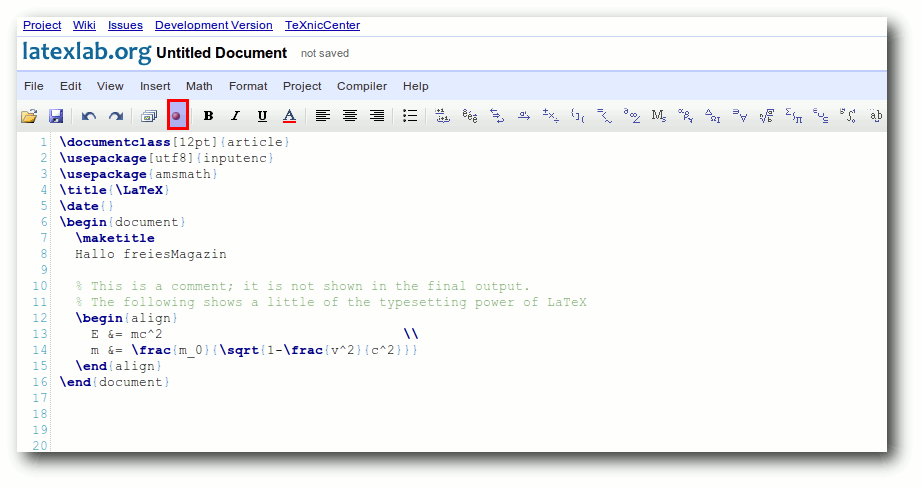 Project Wiki Issues Development Version TeXnicCenter
latexlab.org Untitled Document not saved
File Edit View Insert Math Format Project Compiler Help
B I U A
1 \documentclass[12pt]{article}
2 \usepackage[utf8]{inputenc}
3 \usepackage{amsmath}
4 \title{\LaTeX}
5 \date{}
6 \begin{document}
7 \maketitle
8 Hallo freiesMagazin
9
10 % This is a comment; it is not shown in the final output.
11 % The following shows a little of the typesetting power of LaTeX
12 \begin{align}
13 E &= mc^2 \\
14 m &= \frac{m_0}{\sqrt{1-\frac{v^2}{c^2}}}
15 \end{align}
16 \end{document}
17
18
19
20